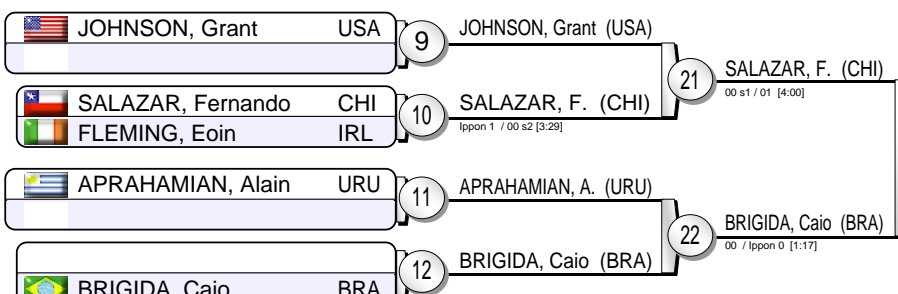 JOHNSON, Grant USA
9
JOHNSON, Grant (USA)
21
SALAZAR, F. (CHI)
00 s1 / 01 [4:00]
SALAZAR, Fernando CHI
FLEMING, Eoin IRL
10
SALAZAR, F. (CHI)
Ippon 1 / 00 s2 [3:29]
APRAHAMIAN, Alain URU
11
APRAHAMIAN, A. (URU)
22
BRIGIDA, Caio (BRA)
00 / Ippon 0 [1:17]
BRIGIDA, Caio BRA
12
BRIGIDA, Caio (BRA)